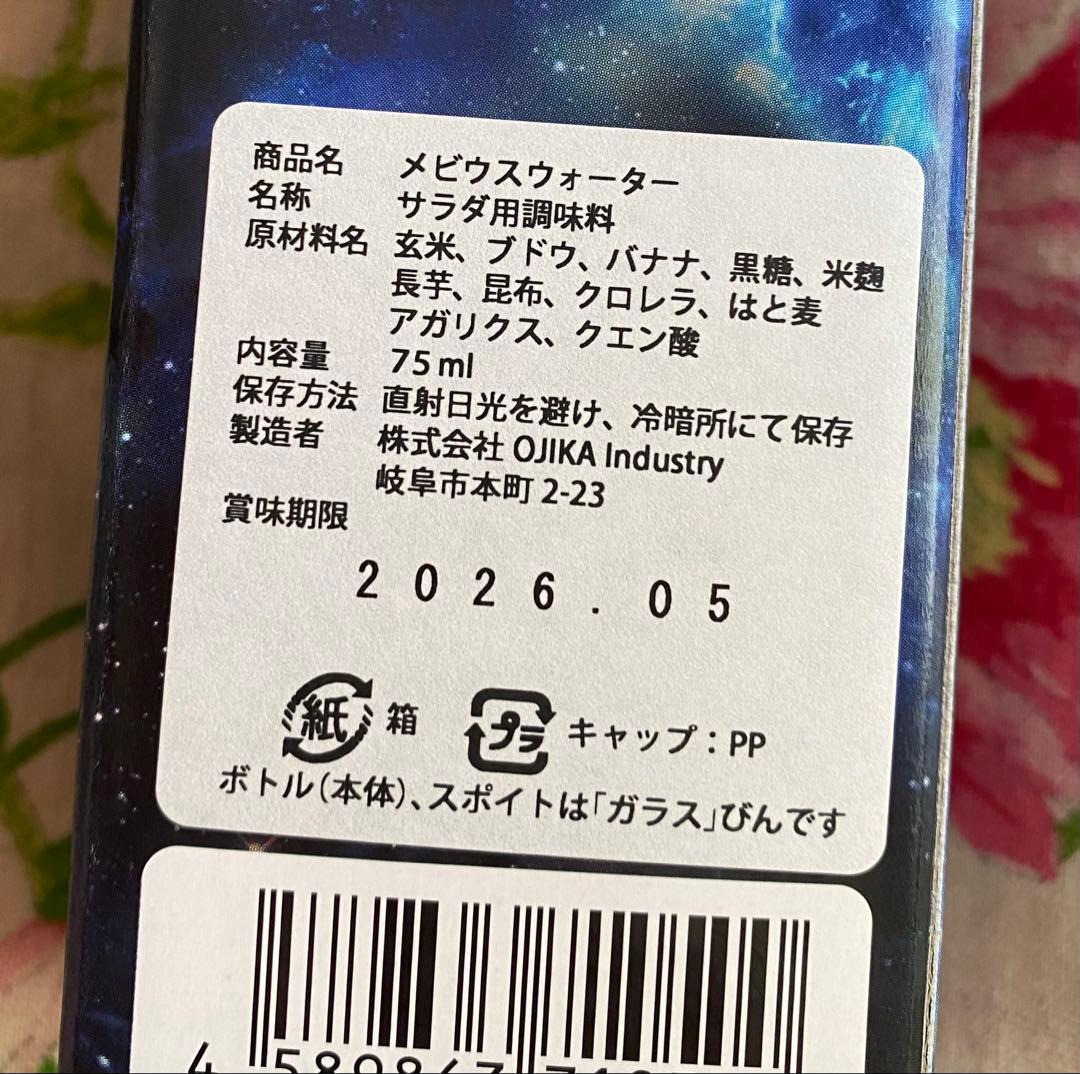 商品名 メビウスウォーター
名称 サラダ用調味料
原材料名 玄米、ブドウ、バナナ、黒糖、米麹
長芋、昆布、クロレラ、はと麦
アガリクス、クエン酸
内容量 75 ml
保存方法 直射日光を避け、冷暗所にて保存
製造者 株式会社 OJIKA Industry
岐阜市本町 2-23
賞味期限
2026.05
紙 箱 プラ キャップ：PP
ボトル（本体）、スポイトは「ガラス」びんです